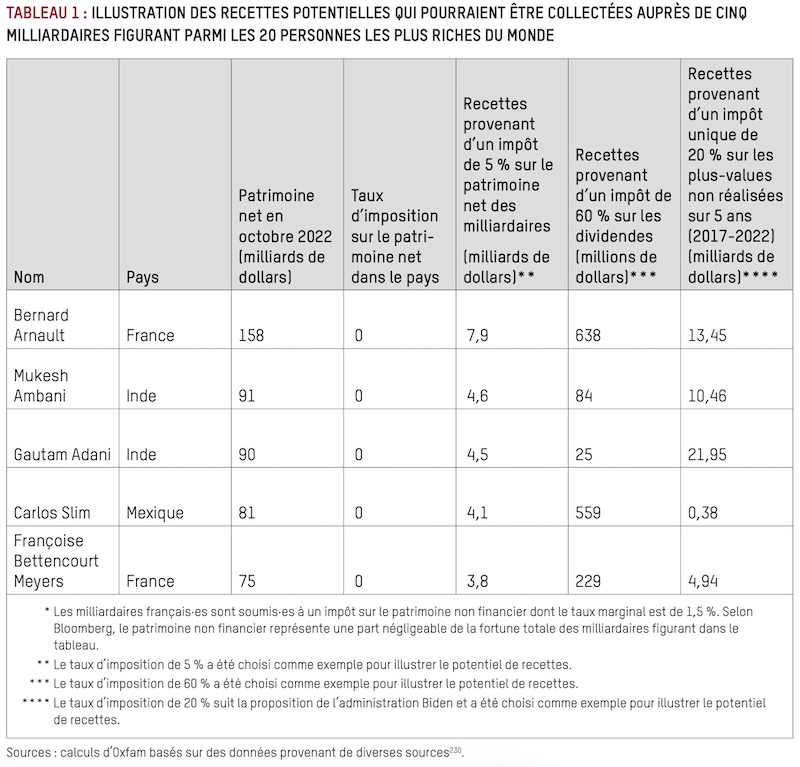 TABLEAU 1 : ILLUSTRATION DES RECETTES POTENTIELLES QUI POURRAIENT ÊTRE COLLECTÉES AUPRÈS DE CINQ
MILLIARDAIRES FIGURANT PARMI LES 20 PERSONNES LES PLUS RICHES DU MONDE
Nom
Pays
Patrimoine
net en
octobre 2022
(milliards de
dollars)
Taux
d’imposition
sur le patri-
moine net
dans le pays
Recettes
provenant
d’un impôt
de 5 % sur le
patrimoine
net des
milliardaires
(milliards de
dollars)**
Recettes
provenant
d’un impôt de
60 % sur les
dividendes
(millions de
dollars)***
Recettes
provenant
d’un impôt
unique de
20 % sur les
plus-values
non réalisées
sur 5 ans
(2017-2022)
(milliards de
dollars)****
Bernard
Arnault
France
158
0
7,9
638
13,45
Mukesh
Ambani
Inde
91
0
4,6
84
10,46
Gautam Adani
Inde
90
0
4,5
25
21,95
Carlos Slim
Mexique
81
0
4,1
559
0,38
Françoise
Bettencourt
Meyers
France
75
0
3,8
229
4,94
* Les milliardaires français·es sont soumis·es à un impôt sur le patrimoine non financier dont le taux marginal est de 1,5 %. Selon
Bloomberg, le patrimoine non financier représente une part négligeable de la fortune totale des milliardaires figurant dans le
tableau.
** Le taux d’imposition de 5 % a été choisi comme exemple pour illustrer le potentiel de recettes.
*** Le taux d’imposition de 60 % a été choisi comme exemple pour illustrer le potentiel de recettes.
**** Le taux d’imposition de 20 % suit la proposition de l’administration Biden et a été choisi comme exemple pour illustrer le potentiel
de recettes.
Sources : calculs d’Oxfam basés sur des données provenant de diverses sources²³⁰.